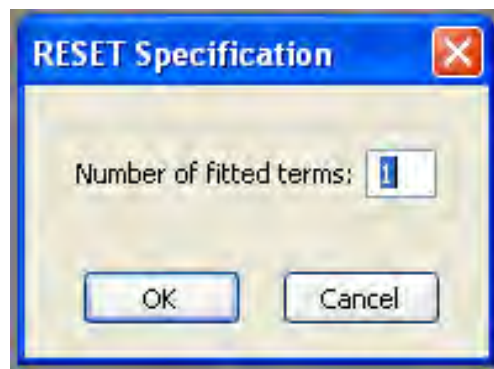 RESET Specification
Number of fitted terms: 1
OK Cancel